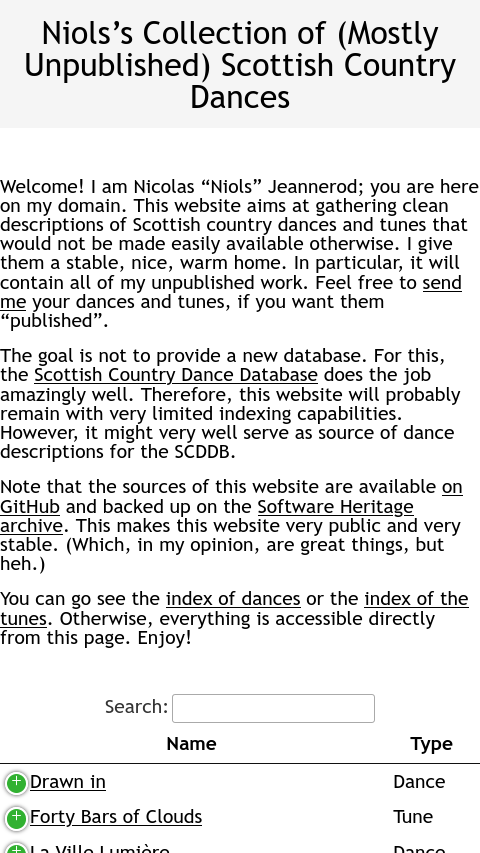 Niols’s Collection of (Mostly
Unpublished) Scottish Country
Dances
Welcome! I am Nicolas “Niols” Jeannerod; you are here
on my domain. This website aims at gathering clean
descriptions of Scottish country dances and tunes that
would not be made easily available otherwise. I give
them a stable, nice, warm home. In particular, it will
contain all of my unpublished work. Feel free to send
me your dances and tunes, if you want them
“published”.
The goal is not to provide a new database. For this,
the Scottish Country Dance Database does the job
amazingly well. Therefore, this website will probably
remain with very limited indexing capabilities.
However, it might very well serve as source of dance
descriptions for the SCDDB.
Note that the sources of this website are available on
GitHub and backed up on the Software Heritage
archive. This makes this website very public and very
stable. (Which, in my opinion, are great things, but
heh.)
You can go see the index of dances or the index of the
tunes. Otherwise, everything is accessible directly
from this page. Enjoy!
Search:
Name Type
Drawn in Dance
Forty Bars of Clouds Tune
La Ville Lumière Dance